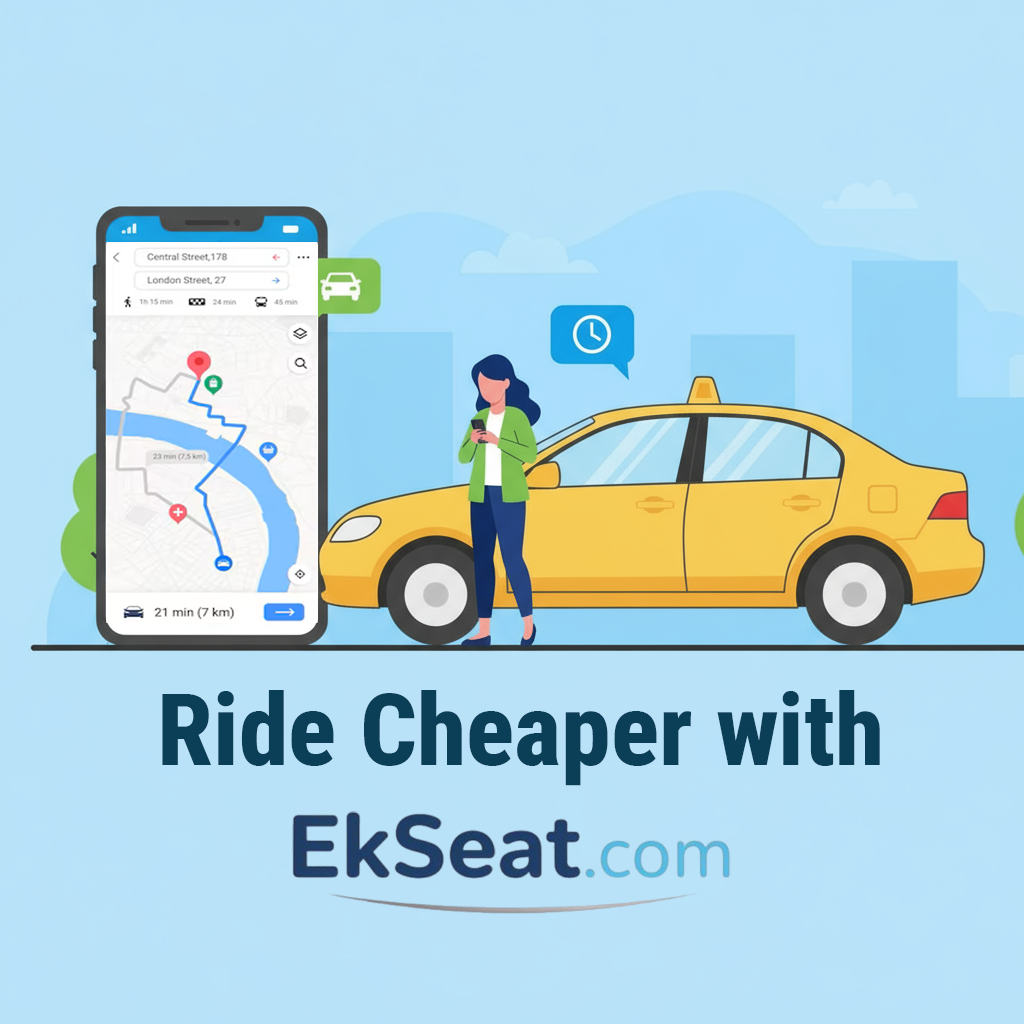 Central Street,178
London Street, 27
1h 15 min 24 min 45 min
23 min (7,5 km)
21 min (7 km)
Ride Cheaper with
EkSeat.com